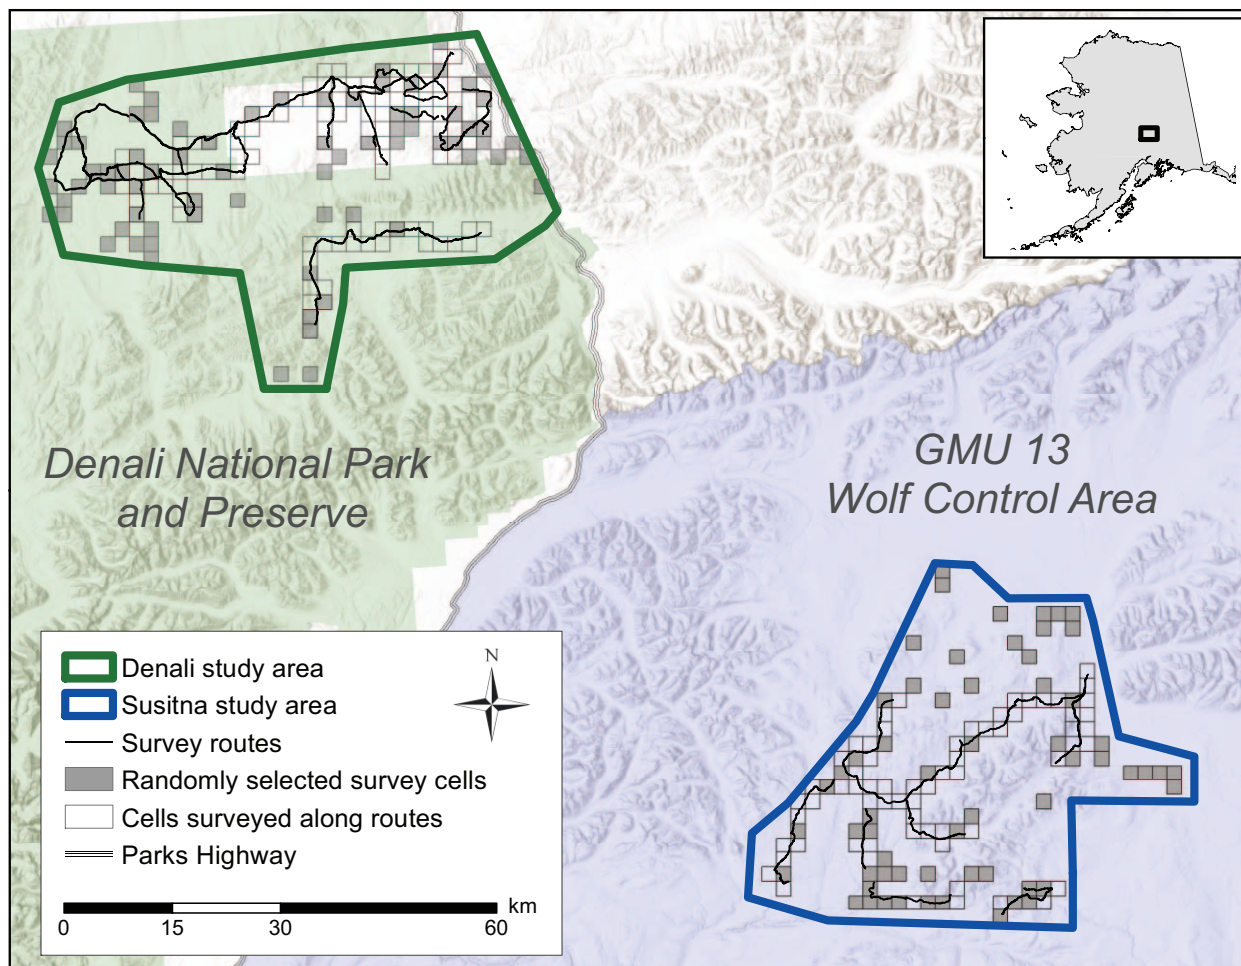 Denali National Park
and Preserve
GMU 13
Wolf Control Area
N
Denali study area
Susitna study area
Survey routes
Randomly selected survey cells
Cells surveyed along routes
Parks Highway
km
0 15 30 60